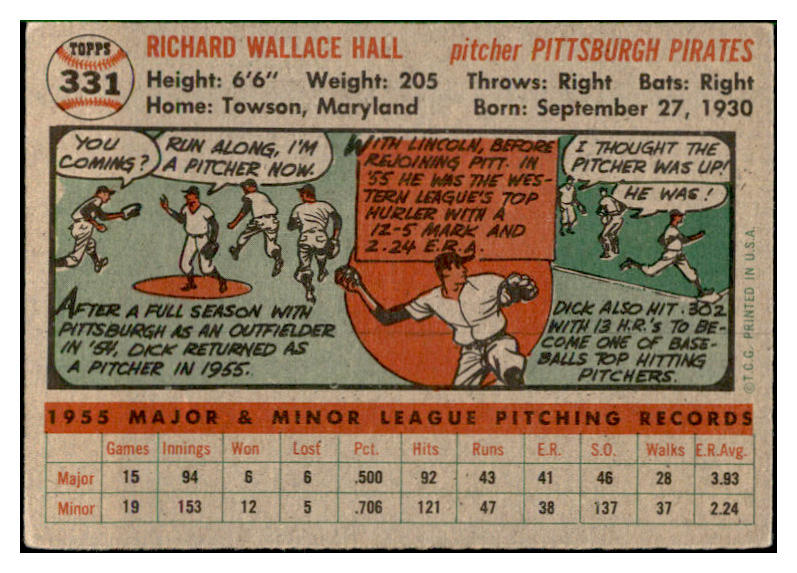 TOPPS
331
RICHARD WALLACE HALL pitcher PITTSBURGH PIRATES
Height: 6'6" Weight: 205 Throws: Right Bats: Right
Home: Towson, Maryland Born: September 27, 1930
YOU
COMING?
RUN ALONG, I'M
A PITCHER NOW.
AFTER A FULL SEASON WITH
PITTSBURGH AS AN OUTFIELDER
IN '54, DICK RETURNED AS
A PITCHER IN 1955.
WITH LINCOLN, BEFORE
REJOINING PITT. IN
'55 HE WAS THE WES-
TERN LEAGUE'S TOP
HURLER WITH A
12-5 MARK AND
2.24 E.R.A.
I THOUGHT THE
PITCHER WAS UP!
HE WAS!
DICK ALSO HIT .302
WITH 13 H.R.'S TO BE-
COME ONE OF BASE-
BALLS TOP HITTING
PITCHERS.
©T.C.G. PRINTED IN U.S.A.
1955 MAJOR & MINOR LEAGUE PITCHING RECORDS
Games Innings Won Lost Pct. Hits Runs E.R. S.O. Walks E.R.Avg.
Major 15 94 6 6 .500 92 43 41 46 28 3.93
Minor 19 153 12 5 .706 121 47 38 137 37 2.24